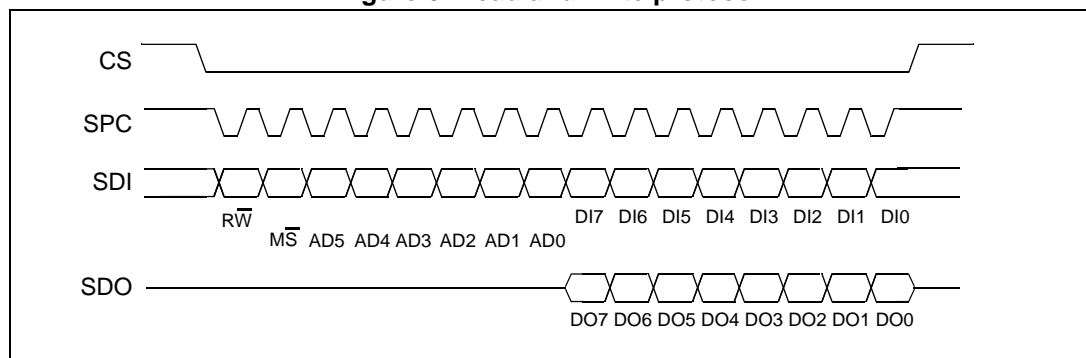 CS
SPC
SDI
RW̅
DI7 DI6 DI5 DI4 DI3 DI2 DI1 DI0
MS̅ AD5 AD4 AD3 AD2 AD1 AD0
SDO
DO7 DO6 DO5 DO4 DO3 DO2 DO1 DO0